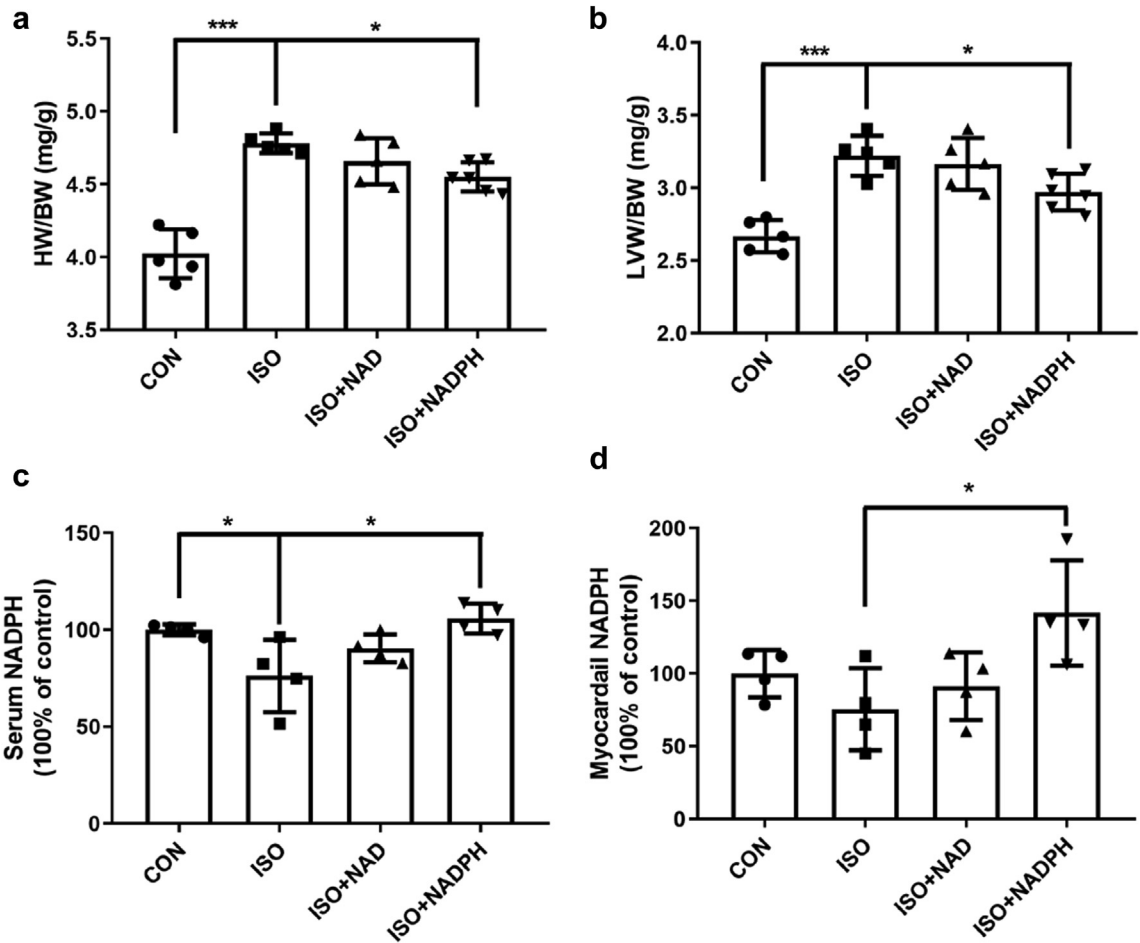 a
*** *
HW/BW (mg/g)
5.5
5.0
4.5
4.0
3.5
CON
ISO
ISO+NAD
ISO+NADPH
b
*** *
LVW/BW (mg/g)
4.0
3.5
3.0
2.5
2.0
CON
ISO
ISO+NAD
ISO+NADPH
c
* *
Serum NADPH
(100% of control)
150
100
50
0
CON
ISO
ISO+NAD
ISO+NADPH
d
*
Myocardail NADPH
(100% of control)
200
150
100
50
0
CON
ISO
ISO+NAD
ISO+NADPH